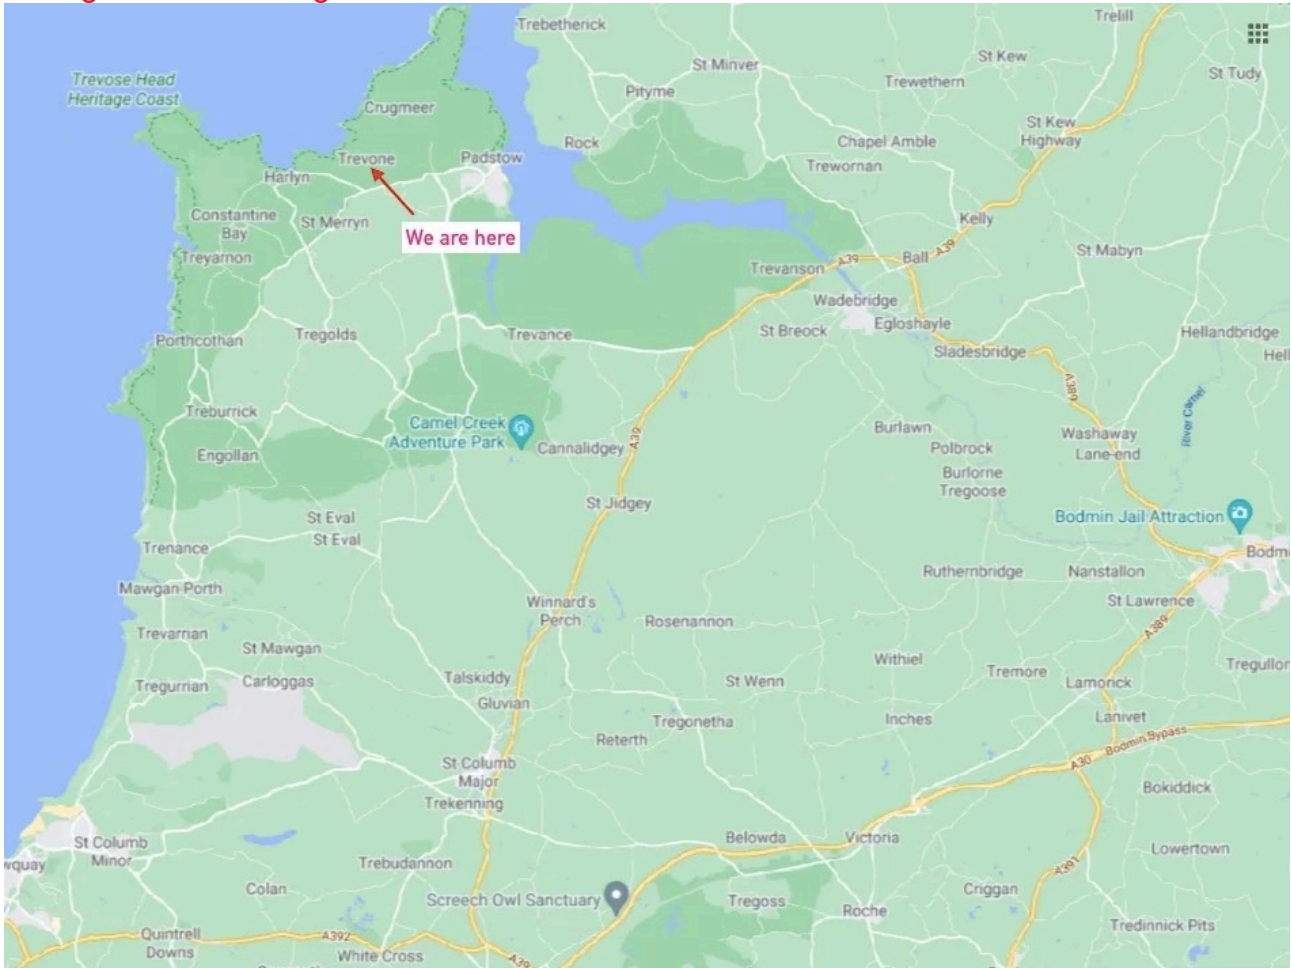 Trebetherick
Trelill
St Minver
St Kew
Trewethern
St Tudy
Trevose Head
Heritage Coast
Pityme
Crugmeer
St Kew
Highway
Rock
Chapel Amble
Trevone
Padstow
Trewornan
Harlyn
Constantine
Bay
St Merryn
Kelly
We are here
A39
St Mabyn
Treyarnon
Ball
A39
Trevanson
Wadebridge
Egloshayle
St Breock
Hellandbridge
Porthcothan
Tregolds
Trevance
Sladesbridge
Hell
A389
River Camel
Treburrick
Camel Creek
Adventure Park
A39
Cannalidgey
Burlawn
Washaway
Lane-end
Polbrock
Engollan
Burlorne
Tregoose
St Jidgey
St Eval
St Eval
Bodmin Jail Attraction
Trenance
Bodm
Ruthernbridge
Nanstallon
Mawgan Porth
Winnard's
Perch
St Lawrence
Rosenannon
A389
Trevarrian
St Mawgan
Withiel
Tregullon
Tremore
Talskiddy
St Wenn
Lamorick
Tregurrian
Carloggas
Gluvian
Tregonetha
Inches
Lanivet
Reterth
Bodmin Bypass
A30
St Columb
Major
Trekenning
Bokiddick
St Columb
Minor
Belowda
Victoria
Lowertown
wquay
Trebudannon
A391
Colan
Criggan
Screech Owl Sanctuary
Tregoss
Roche
Tredinnick Pits
Quintrell
Downs
A392
White Cross
A39